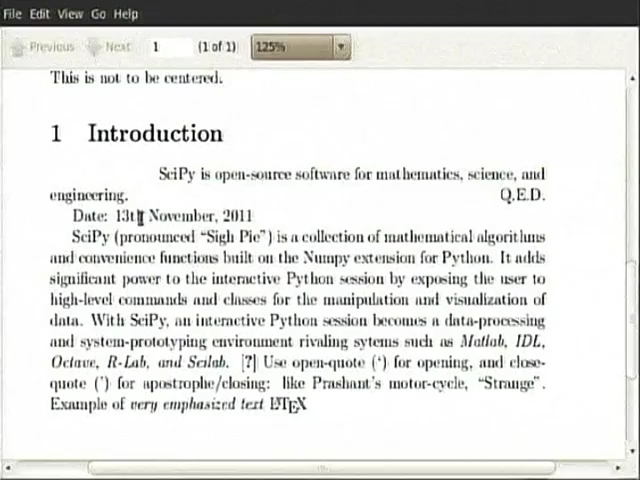 File Edit View Go Help
Previous Next 1 (1 of 1) 125%
This is not to be centered.
1 Introduction
SciPy is open-source software for mathematics, science, and
engineering. Q.E.D.
Date: 13th November, 2011
SciPy (pronounced “Sigh Pie”) is a collection of mathematical algorithms
and convenience functions built on the Numpy extension for Python. It adds
significant power to the interactive Python session by exposing the user to
high-level commands and classes for the manipulation and visualization of
data. With SciPy, an interactive Python session becomes a data-processing
and system-prototyping environment rivaling sytems such as Matlab, IDL,
Octave, R-Lab, and Scilab. [?] Use open-quote (‘) for opening, and close-
quote (’) for apostrophe/closing: like Prashant’s motor-cycle, “Strange”.
Example of very emphasized text LATEX